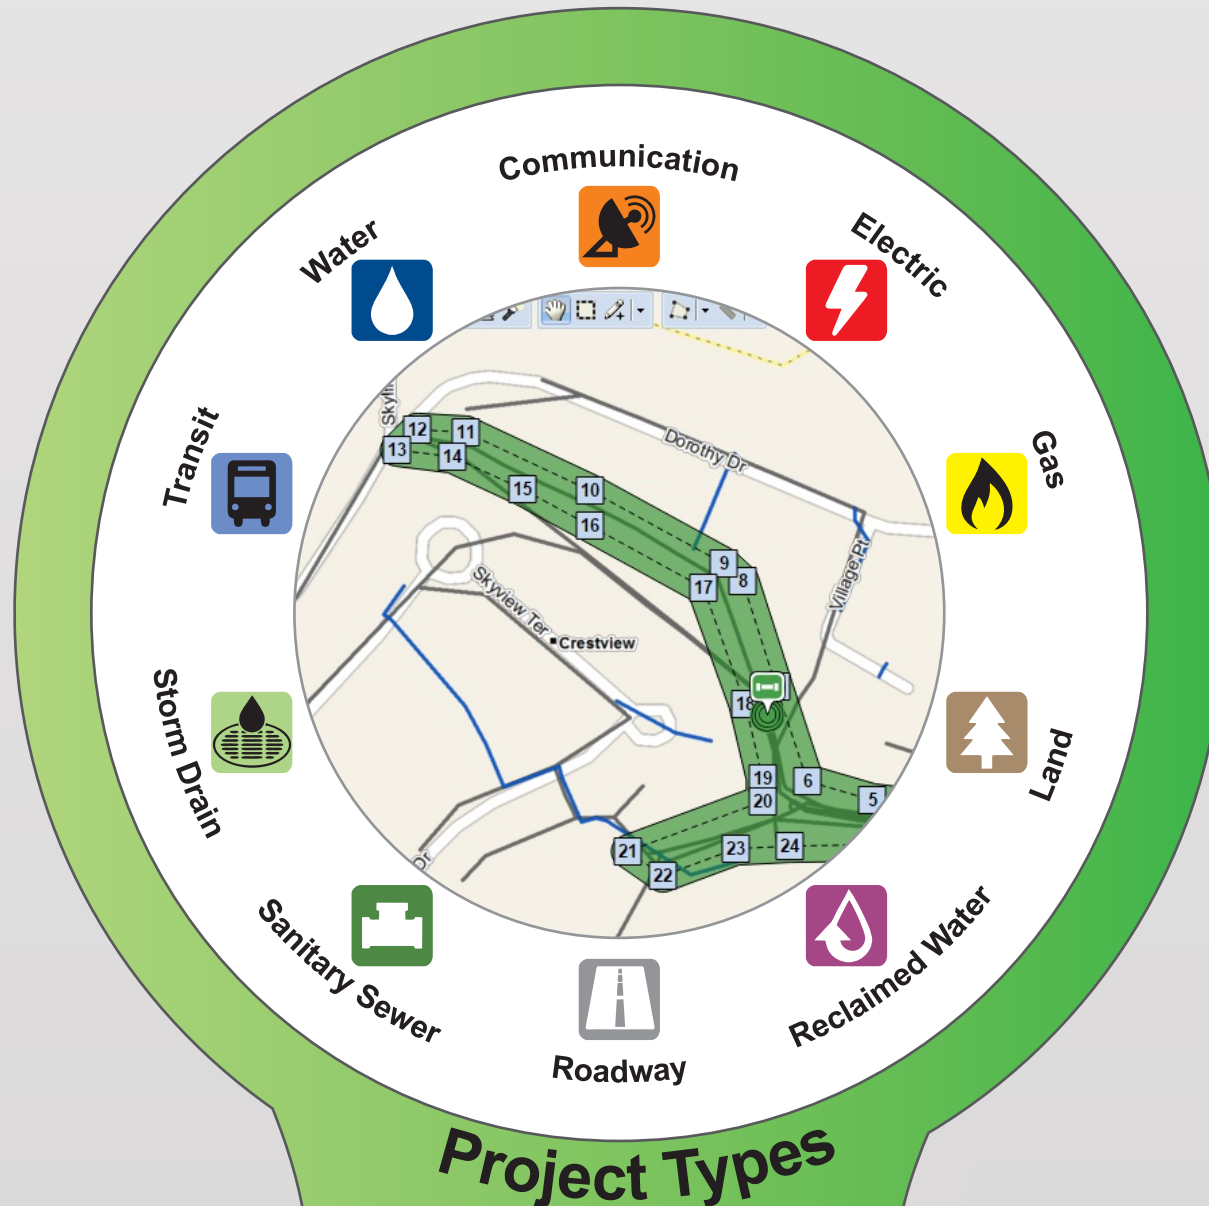 Communication
Electric
Water
Gas
Transit
Land
Storm Drain
Reclaimed Water
Sanitary Sewer
Roadway
Project Types
Dorothy Dr
Village Pt
Skyview Ter
Crestview
Dr
12
11
13
14
15
10
16
9
8
17
18
19
6
20
5
21
22
23
24